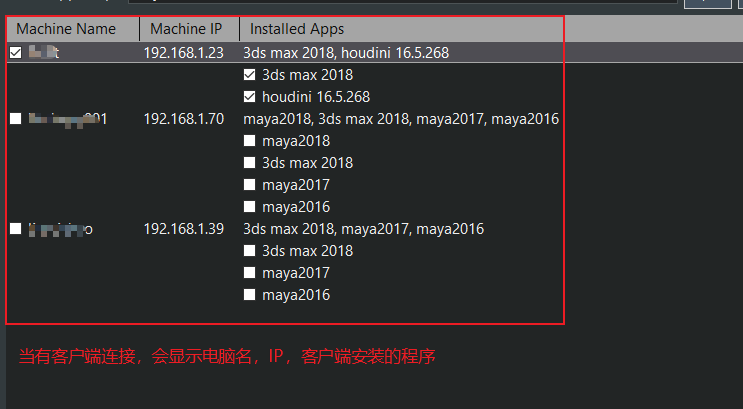 Machine Name Machine IP Installed Apps
192.168.1.23 3ds max 2018, houdini 16.5.268
3ds max 2018
houdini 16.5.268
192.168.1.70 maya2018, 3ds max 2018, maya2017, maya2016
maya2018
3ds max 2018
maya2017
maya2016
192.168.1.39 3ds max 2018, maya2017, maya2016
3ds max 2018
maya2017
maya2016
当有客户端连接，会显示电脑名，IP，客户端安装的程序